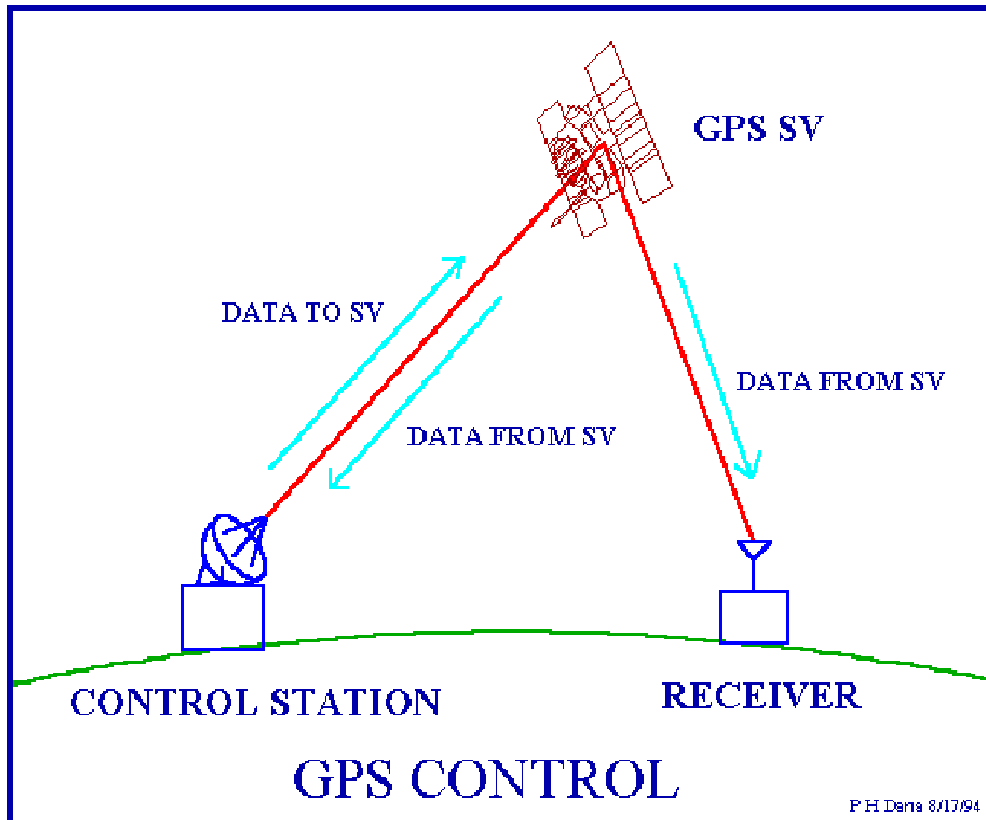 GPS SV
DATA TO SV
DATA FROM SV
DATA FROM SV
CONTROL STATION
RECEIVER
GPS CONTROL
P H Dana 8/17/94